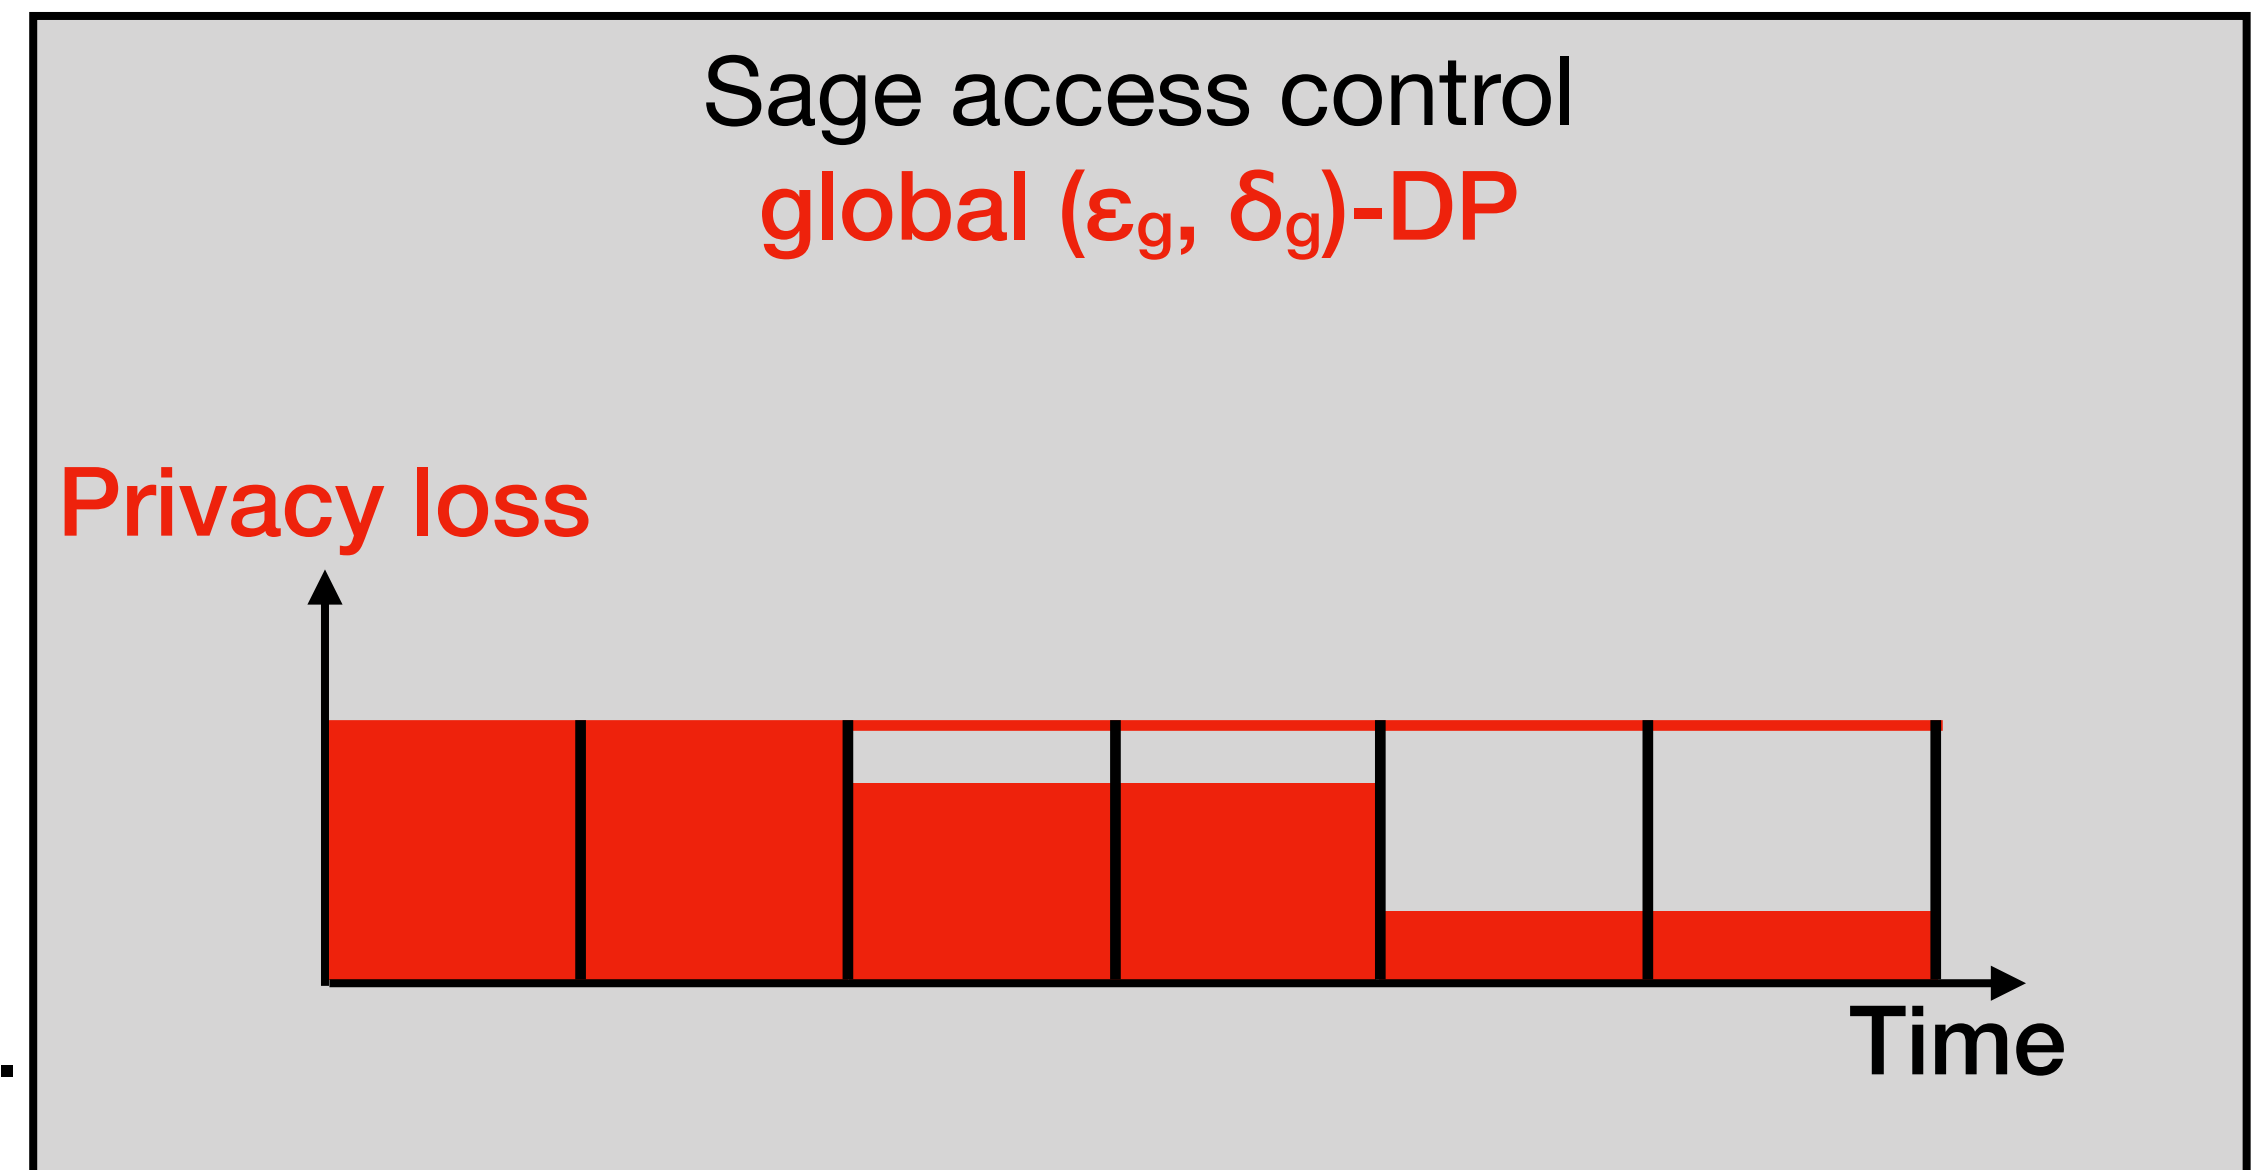 Sage access control
global (εg, δg)-DP
Privacy loss
Time
.